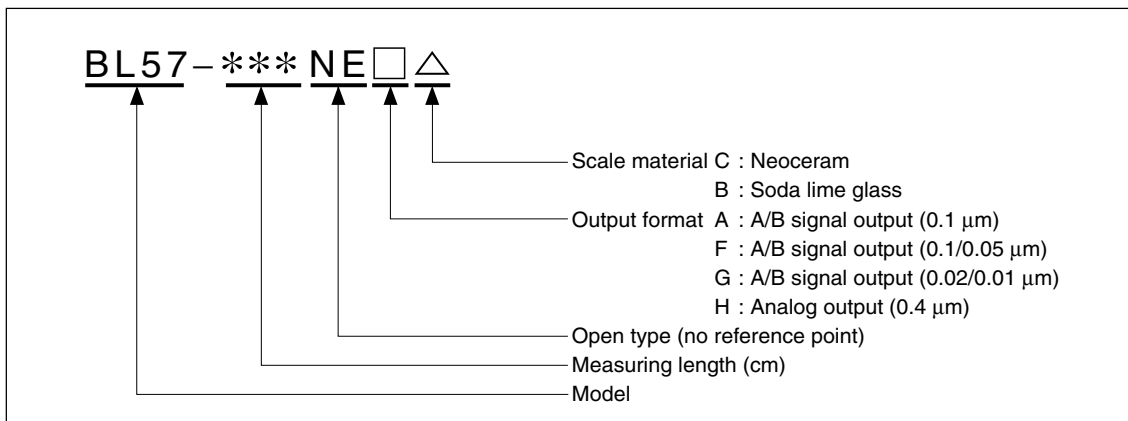 BL57–***NE□△
Scale material C : Neoceram
B : Soda lime glass
Output format A : A/B signal output (0.1 μm)
F : A/B signal output (0.1/0.05 μm)
G : A/B signal output (0.02/0.01 μm)
H : Analog output (0.4 μm)
Open type (no reference point)
Measuring length (cm)
Model